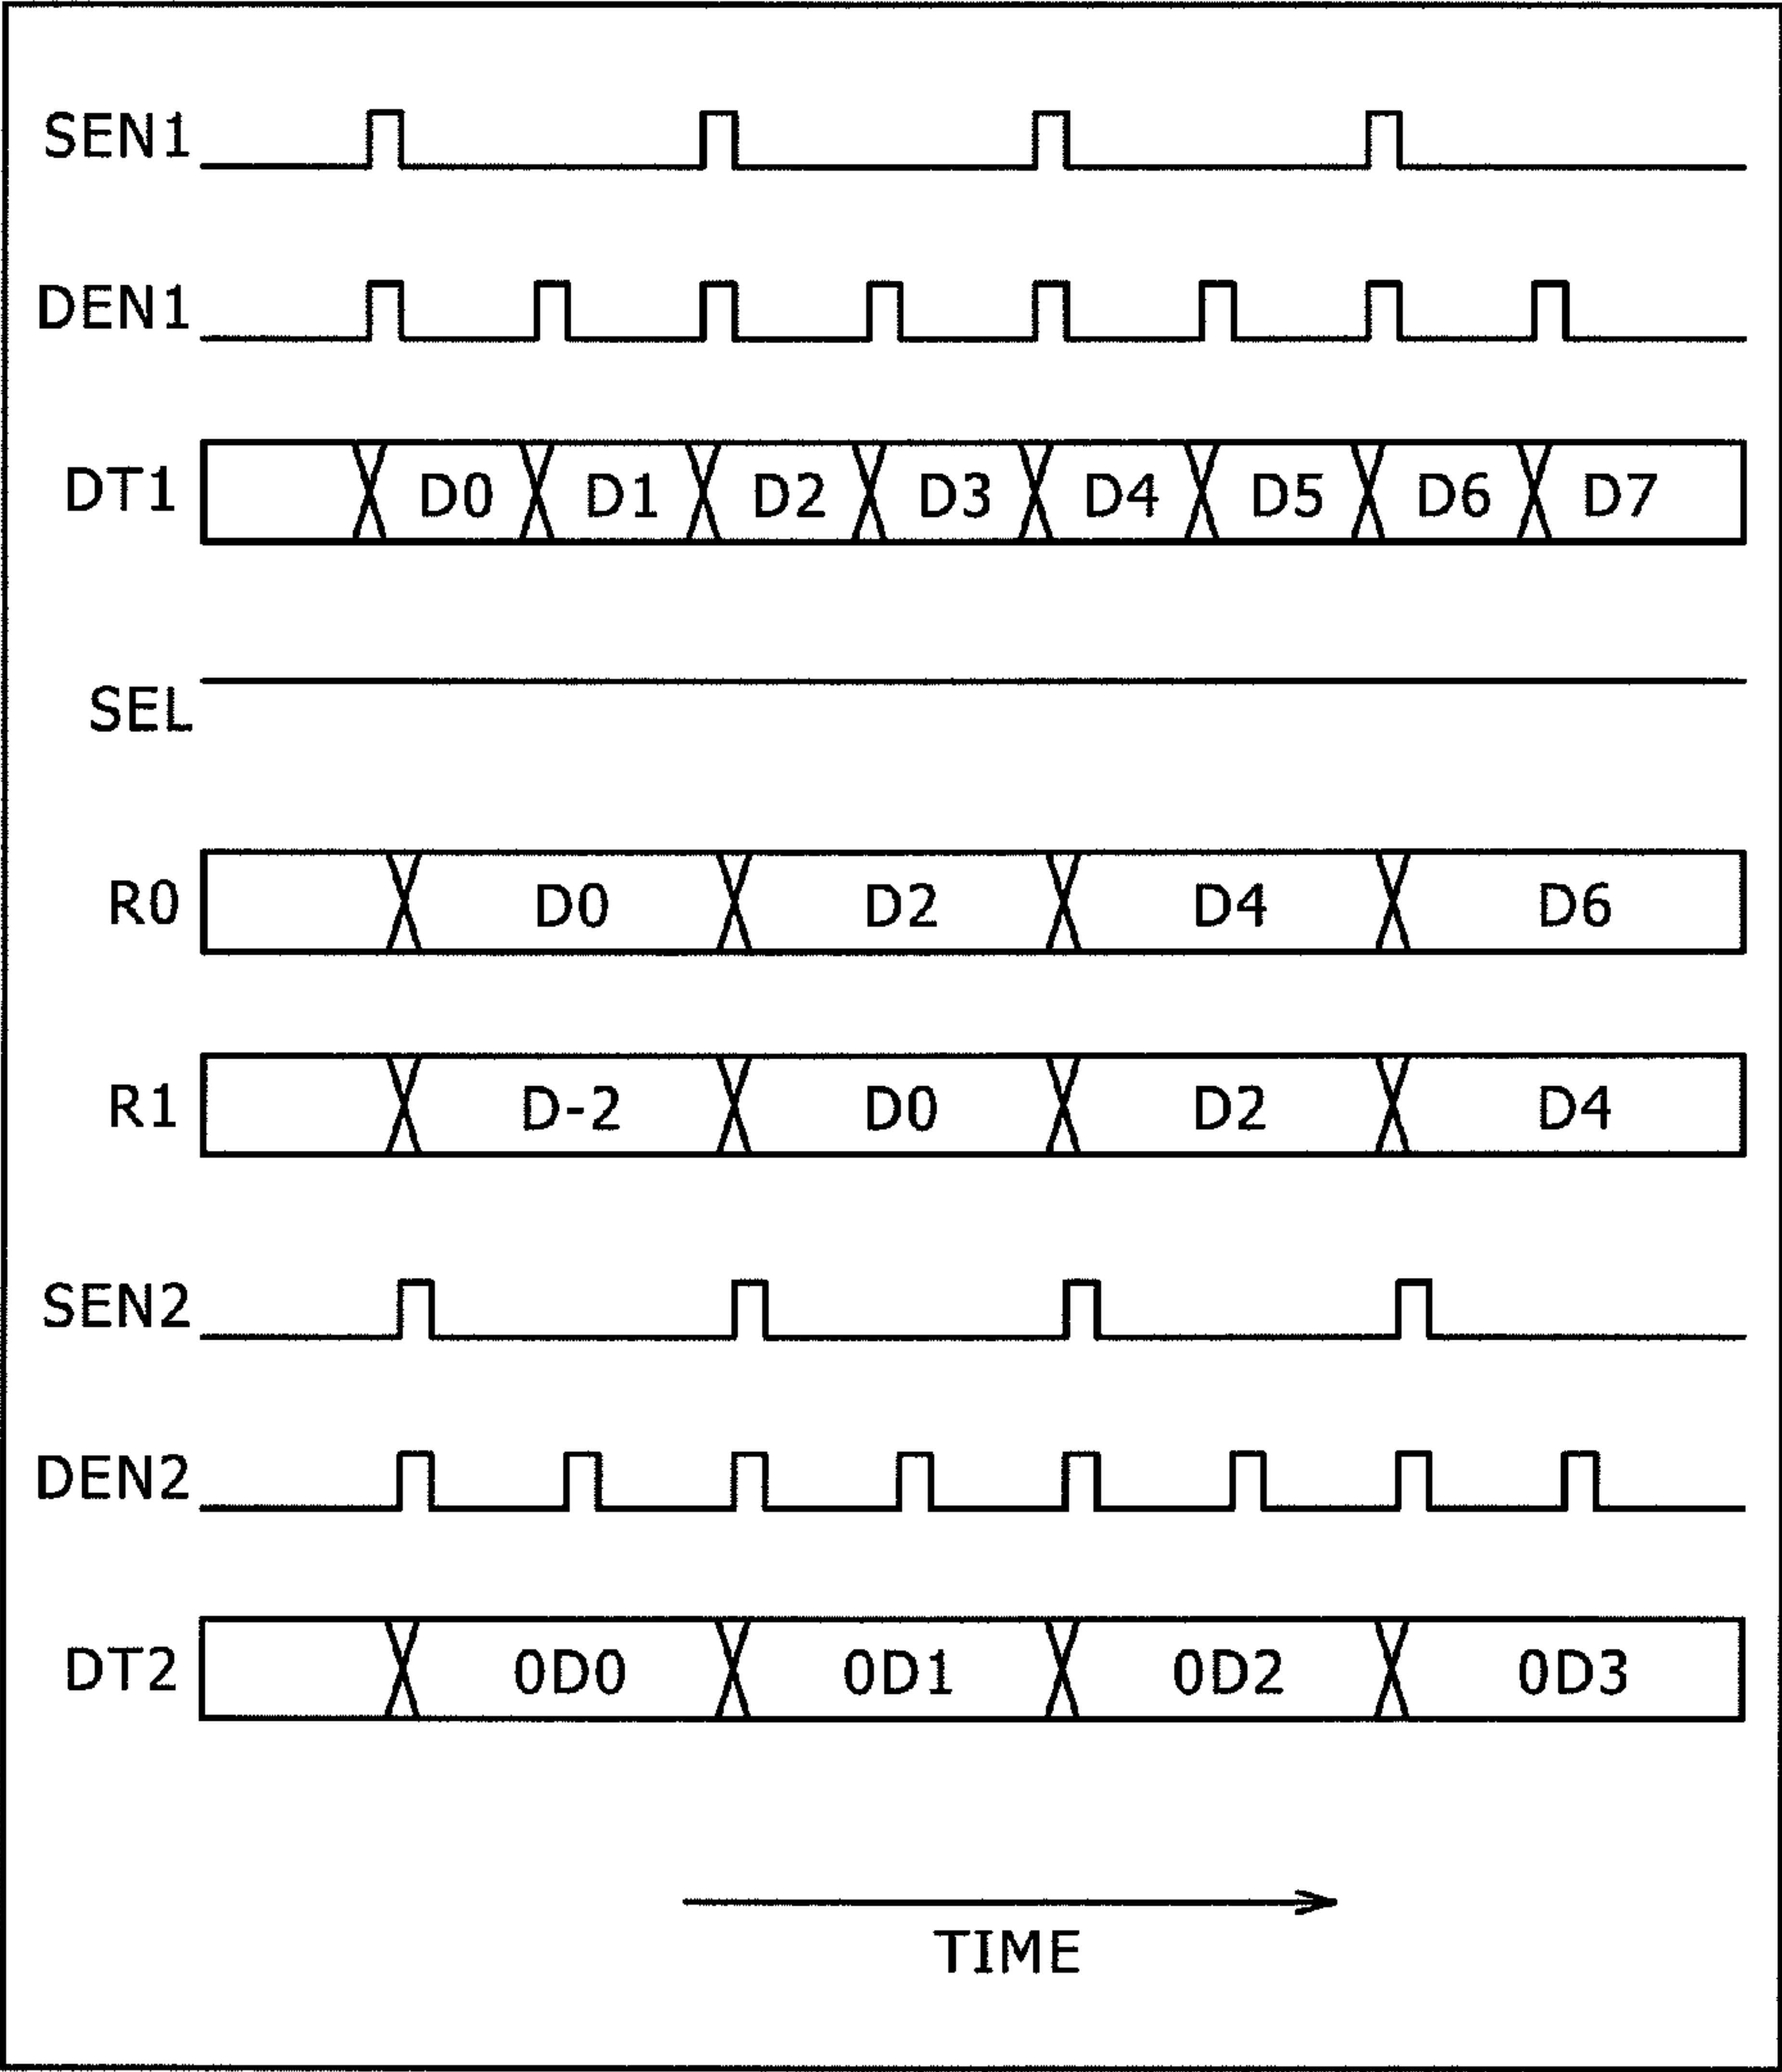 SEN1
DEN1
DT1 D0 D1 D2 D3 D4 D5 D6 D7
SEL
R0 D0 D2 D4 D6
R1 D-2 D0 D2 D4
SEN2
DEN2
DT2 0D0 0D1 0D2 0D3
TIME